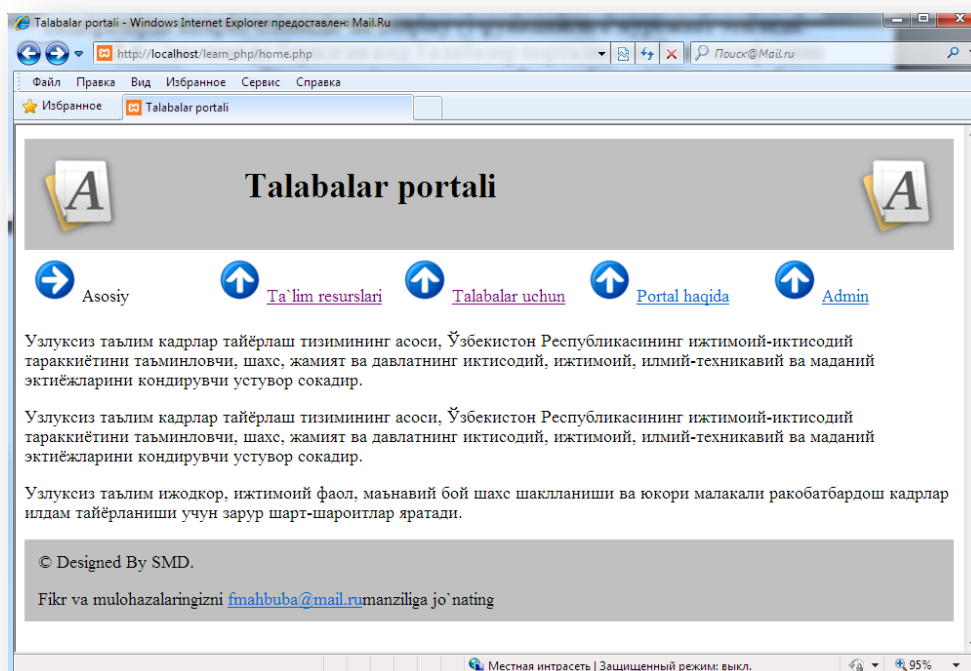 Talabalar portali - Windows Internet Explorer предоставлен: Mail.Ru
http://localhost/learn_php/home.php
Поиск@Mail.ru
Файл Правка Вид Избранное Сервис Справка
Избранное Talabalar portali
A Talabalar portali A
Asosiy Ta`lim resurslari Talabalar uchun Portal haqida Admin
Узлуксиз таълим кадрлар тайёрлаш тизимининг асоси, Ўзбекистон Республикасининг ижтимоий-иктисодий
тараккиётини таъминловчи, шахс, жамият ва давлатнинг иктисодий, ижтимоий, илмий-техникавий ва маданий
эктиёжларини кондирувчи устувор сокадир.
Узлуксиз таълим кадрлар тайёрлаш тизимининг асоси, Ўзбекистон Республикасининг ижтимоий-иктисодий
тараккиётини таъминловчи, шахс, жамият ва давлатнинг иктисодий, ижтимоий, илмий-техникавий ва маданий
эктиёжларини кондирувчи устувор сокадир.
Узлуксиз таълим ижодкор, ижтимоий фаол, маънавий бой шахс шаклланиши ва юкори малакали ракобатбардош кадрлар
илдам тайёрланиши учун зарур шарт-шароитлар яратади.
© Designed By SMD.
Fikr va mulohazalaringizni fmahbuba@mail.rumanziliga jo`nating
Местная интрасеть | Защищенный режим: выкл. 95%